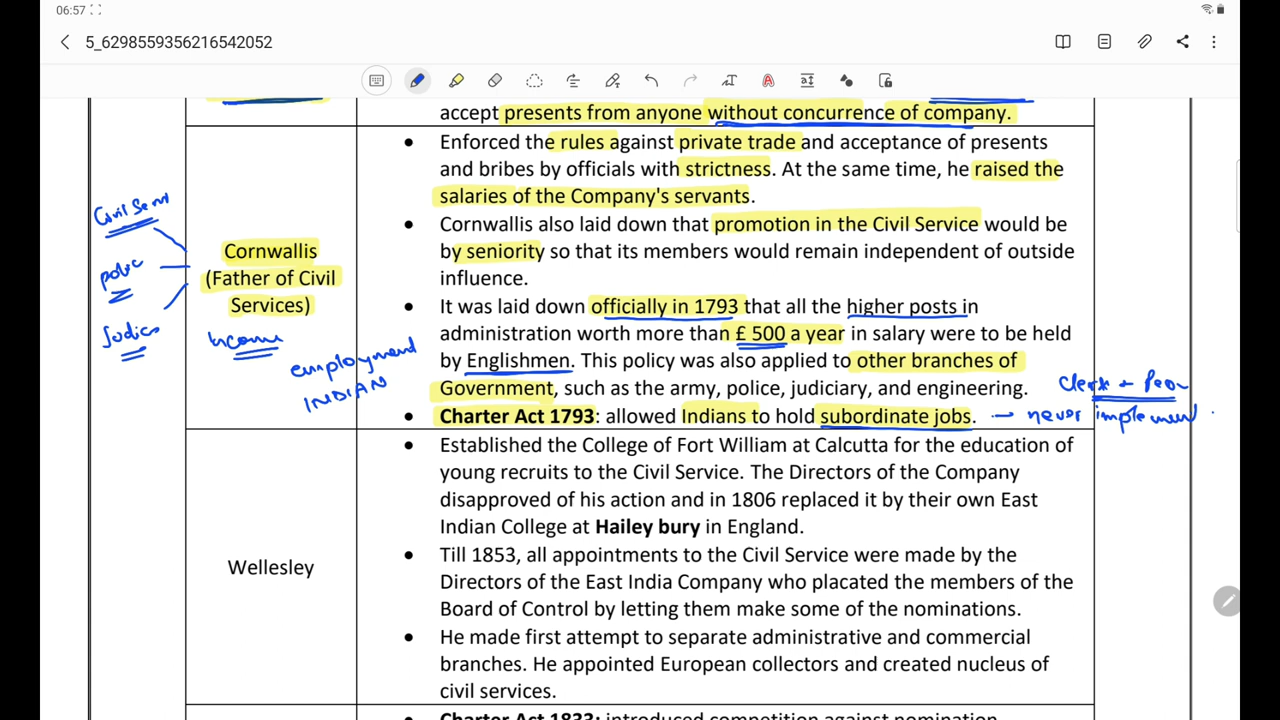 06:57
5_6298559356216542052
accept presents from anyone without concurrence of company.
Cornwallis
(Father of Civil
Services)
• Enforced the rules against private trade and acceptance of presents
and bribes by officials with strictness. At the same time, he raised the
salaries of the Company's servants.
• Cornwallis also laid down that promotion in the Civil Service would be
by seniority so that its members would remain independent of outside
influence.
• It was laid down officially in 1793 that all the higher posts in
administration worth more than £ 500 a year in salary were to be held
by Englishmen. This policy was also applied to other branches of
Government, such as the army, police, judiciary, and engineering.
• Charter Act 1793: allowed Indians to hold subordinate jobs.
Civil Serv
Income
employment
INDIAN
Clerk + Peon
→ never implement
Wellesley
• Established the College of Fort William at Calcutta for the education of
young recruits to the Civil Service. The Directors of the Company
disapproved of his action and in 1806 replaced it by their own East
Indian College at Hailey bury in England.
• Till 1853, all appointments to the Civil Service were made by the
Directors of the East India Company who placated the members of the
Board of Control by letting them make some of the nominations.
• He made first attempt to separate administrative and commercial
branches. He appointed European collectors and created nucleus of
civil services.
Charter Act 1833: introduced competition against nomination